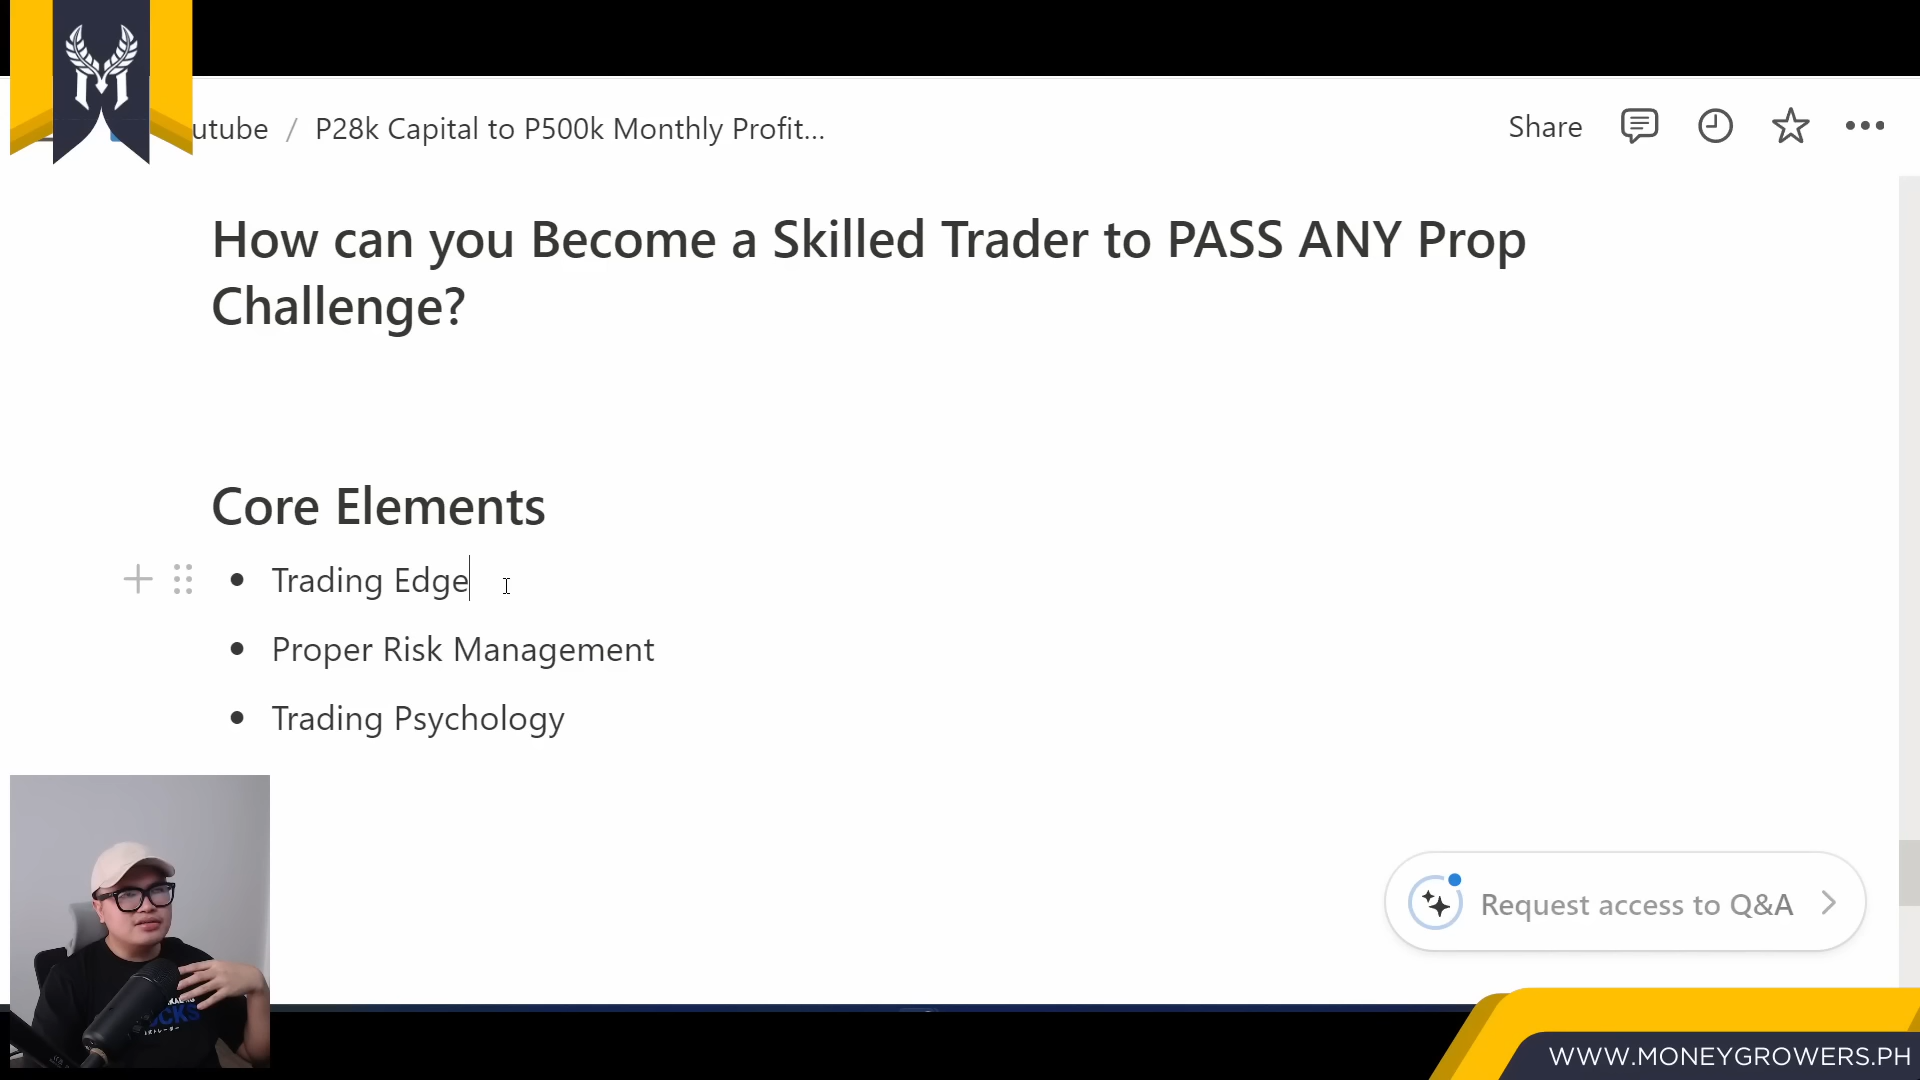 utube / P28k Capital to P500k Monthly Profit...
Share
How can you Become a Skilled Trader to PASS ANY Prop
Challenge?
Core Elements
• Trading Edge
• Proper Risk Management
• Trading Psychology
Request access to Q&A
WWW.MONEYGROWERS.PH